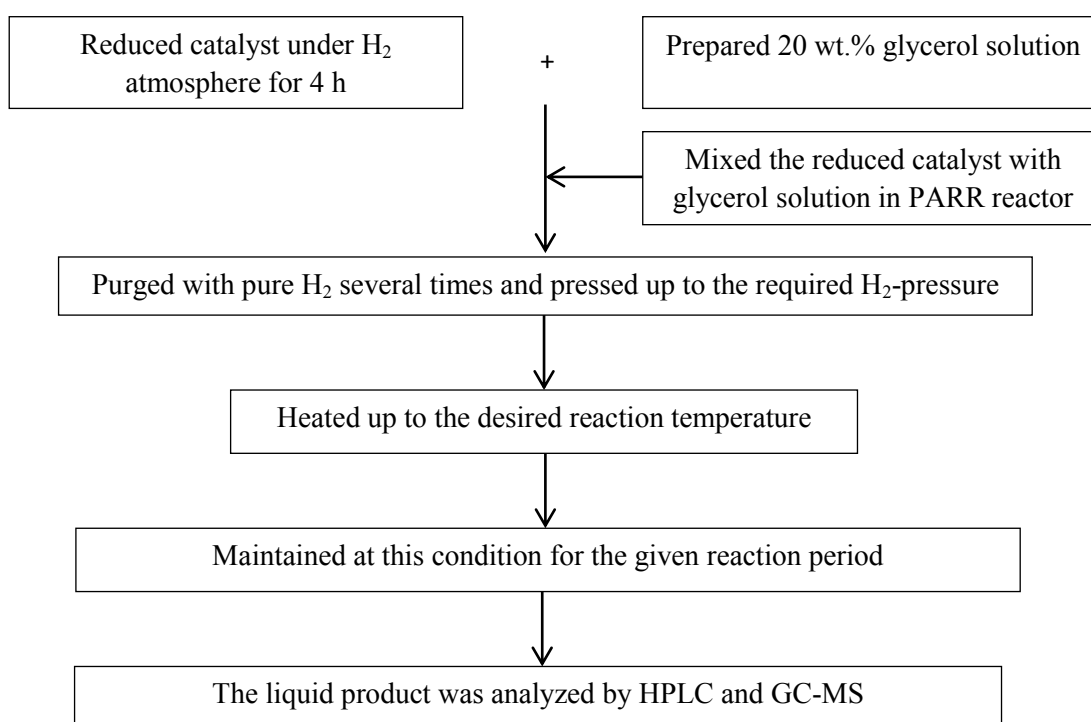 Reduced catalyst under H₂
atmosphere for 4 h
+
Prepared 20 wt.% glycerol solution
Mixed the reduced catalyst with
glycerol solution in PARR reactor
Purged with pure H₂ several times and pressed up to the required H₂-pressure
Heated up to the desired reaction temperature
Maintained at this condition for the given reaction period
The liquid product was analyzed by HPLC and GC-MS